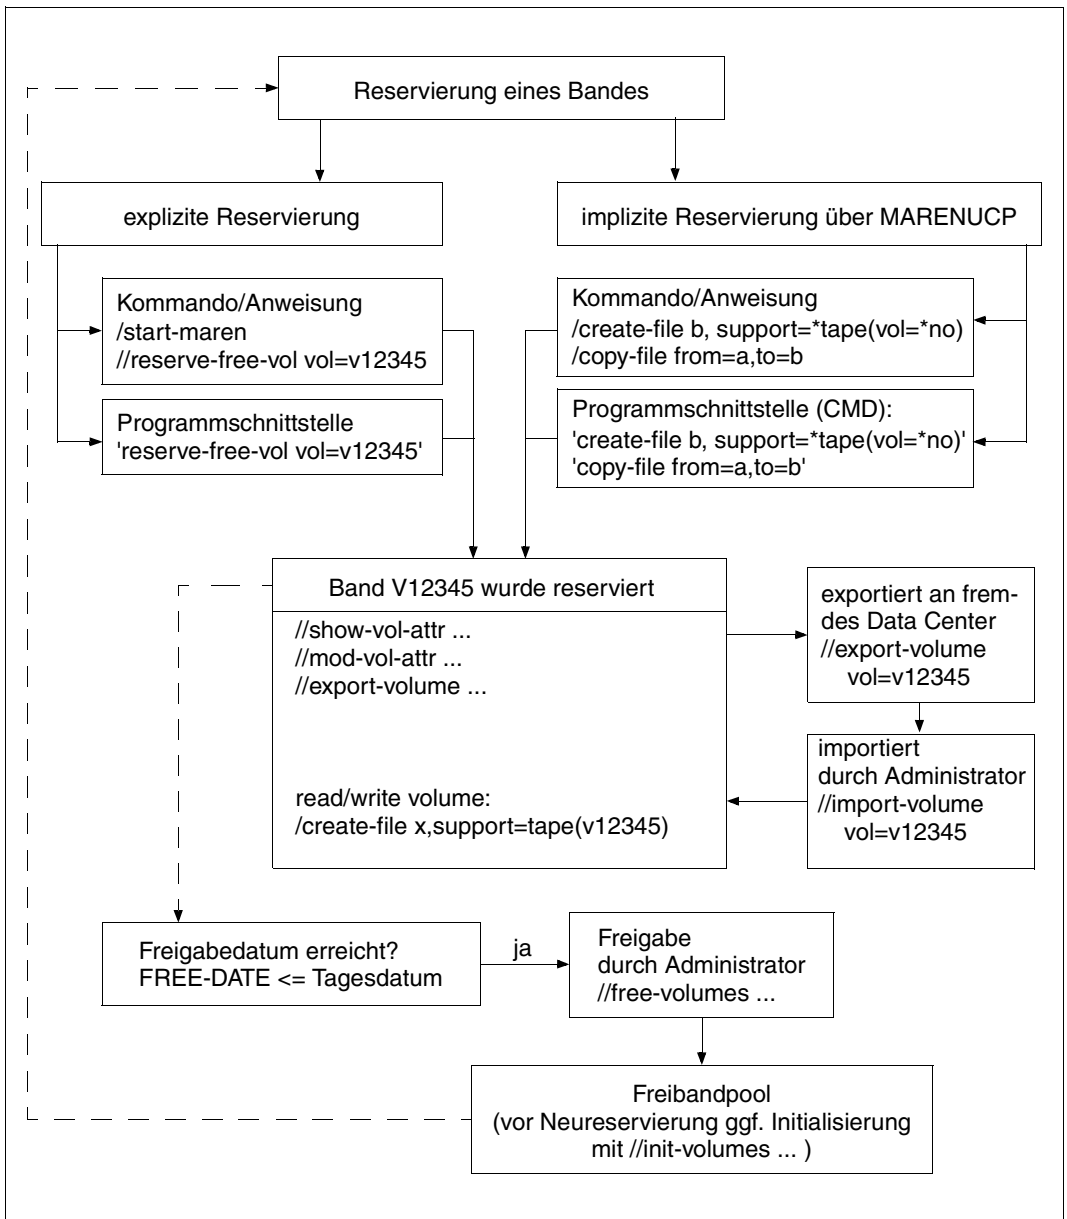 Reservierung eines Bandes
explizite Reservierung
implizite Reservierung über MARENUCP
Kommando/Anweisung
/start-maren
//reserve-free-vol vol=v12345
Programmschnittstelle
'reserve-free-vol vol=v12345'
Kommando/Anweisung
/create-file b, support=*tape(vol=*no)
/copy-file from=a,to=b
Programmschnittstelle (CMD):
'create-file b, support=*tape(vol=*no)'
'copy-file from=a,to=b'
Band V12345 wurde reserviert
//show-vol-attr ...
//mod-vol-attr ...
//export-volume ...
read/write volume:
/create-file x,support=tape(v12345)
exportiert an frem-
des Data Center
//export-volume
vol=v12345
importiert
durch Administrator
//import-volume
vol=v12345
Freigabedatum erreicht?
FREE-DATE <= Tagesdatum
ja
Freigabe
durch Administrator
//free-volumes ...
Freibandpool
(vor Neureservierung ggf. Initialisierung
mit //init-volumes ... )